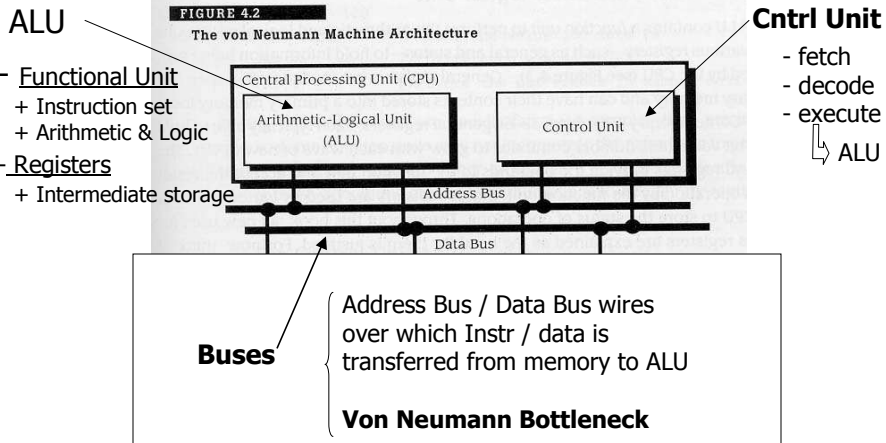 ALU
- Functional Unit
+ Instruction set
+ Arithmetic & Logic
- Registers
+ Intermediate storage
FIGURE 4.2
The von Neumann Machine Architecture
Central Processing Unit (CPU)
Arithmetic-Logical Unit
(ALU)
Control Unit
Address Bus
Data Bus
Cntrl Unit
- fetch
- decode
- execute
ALU
Buses
Address Bus / Data Bus wires
over which Instr / data is
transferred from memory to ALU
Von Neumann Bottleneck